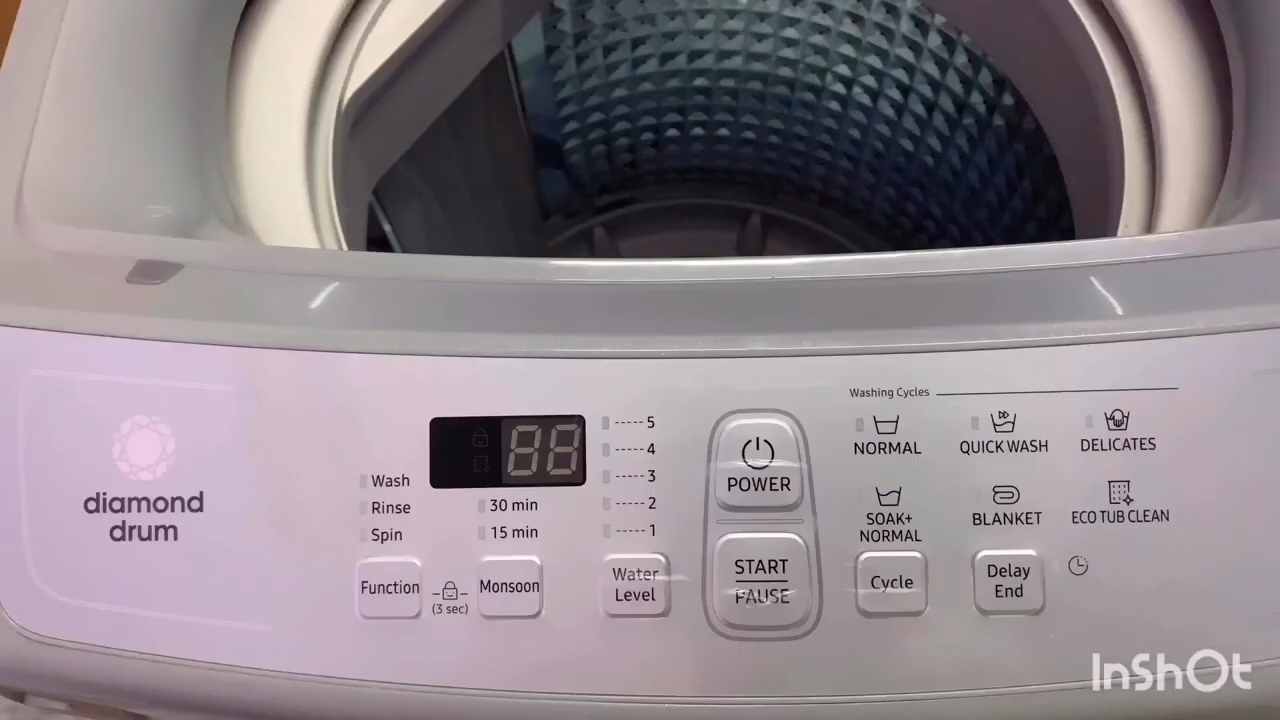 diamond
drum
Wash
Rinse
Spin
88
30 min
15 min
5
4
3
2
1
Function
(3 sec)
Monsoon
Water
Level
POWER
START
PAUSE
Washing Cycles
NORMAL
QUICK WASH
DELICATES
SOAK+
NORMAL
BLANKET
ECO TUB CLEAN
Cycle
Delay
End
InShOt